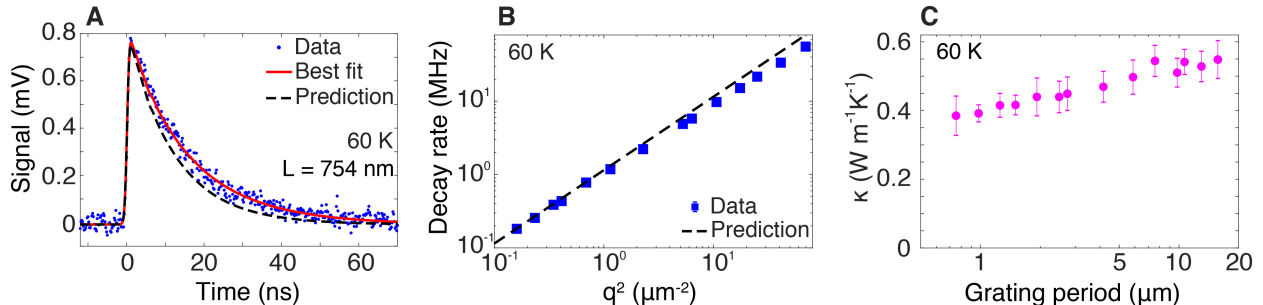 A
0.8
0.6
0.4
0.2
0
Signal (mV)
Data
Best fit
Prediction
60 K
L = 754 nm
0
20
40
60
Time (ns)
B
60 K
10¹
10⁰
10⁻¹
Decay rate (MHz)
Data
Prediction
10⁻¹
10⁰
10¹
q² (μm⁻²)
C
60 K
0.6
0.4
0.2
0
κ (W m⁻¹K⁻¹)
1
5
10
20
Grating period (μm)